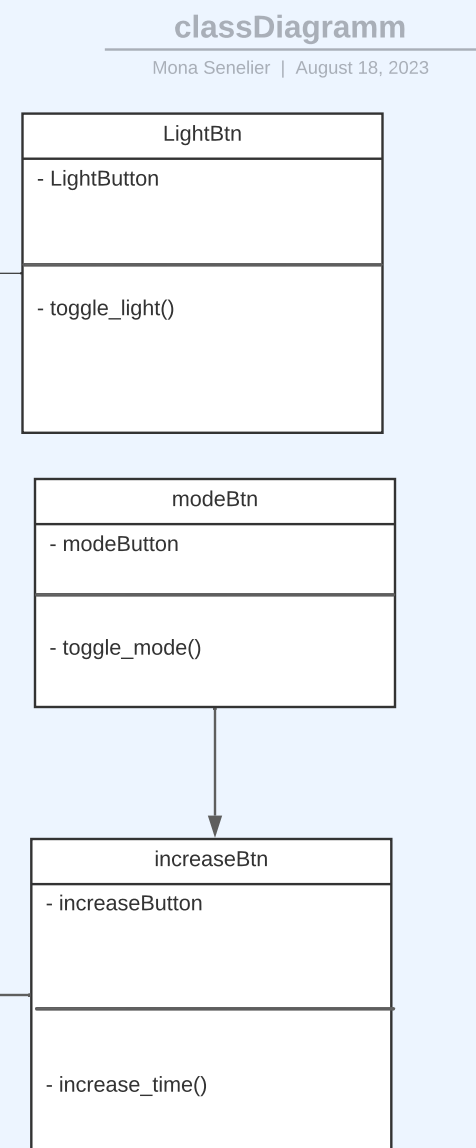 classDiagramm
Mona Senelier | August 18, 2023
LightBtn
- LightButton
- toggle_light()
modeBtn
- modeButton
- toggle_mode()
increaseBtn
- increaseButton
- increase_time()